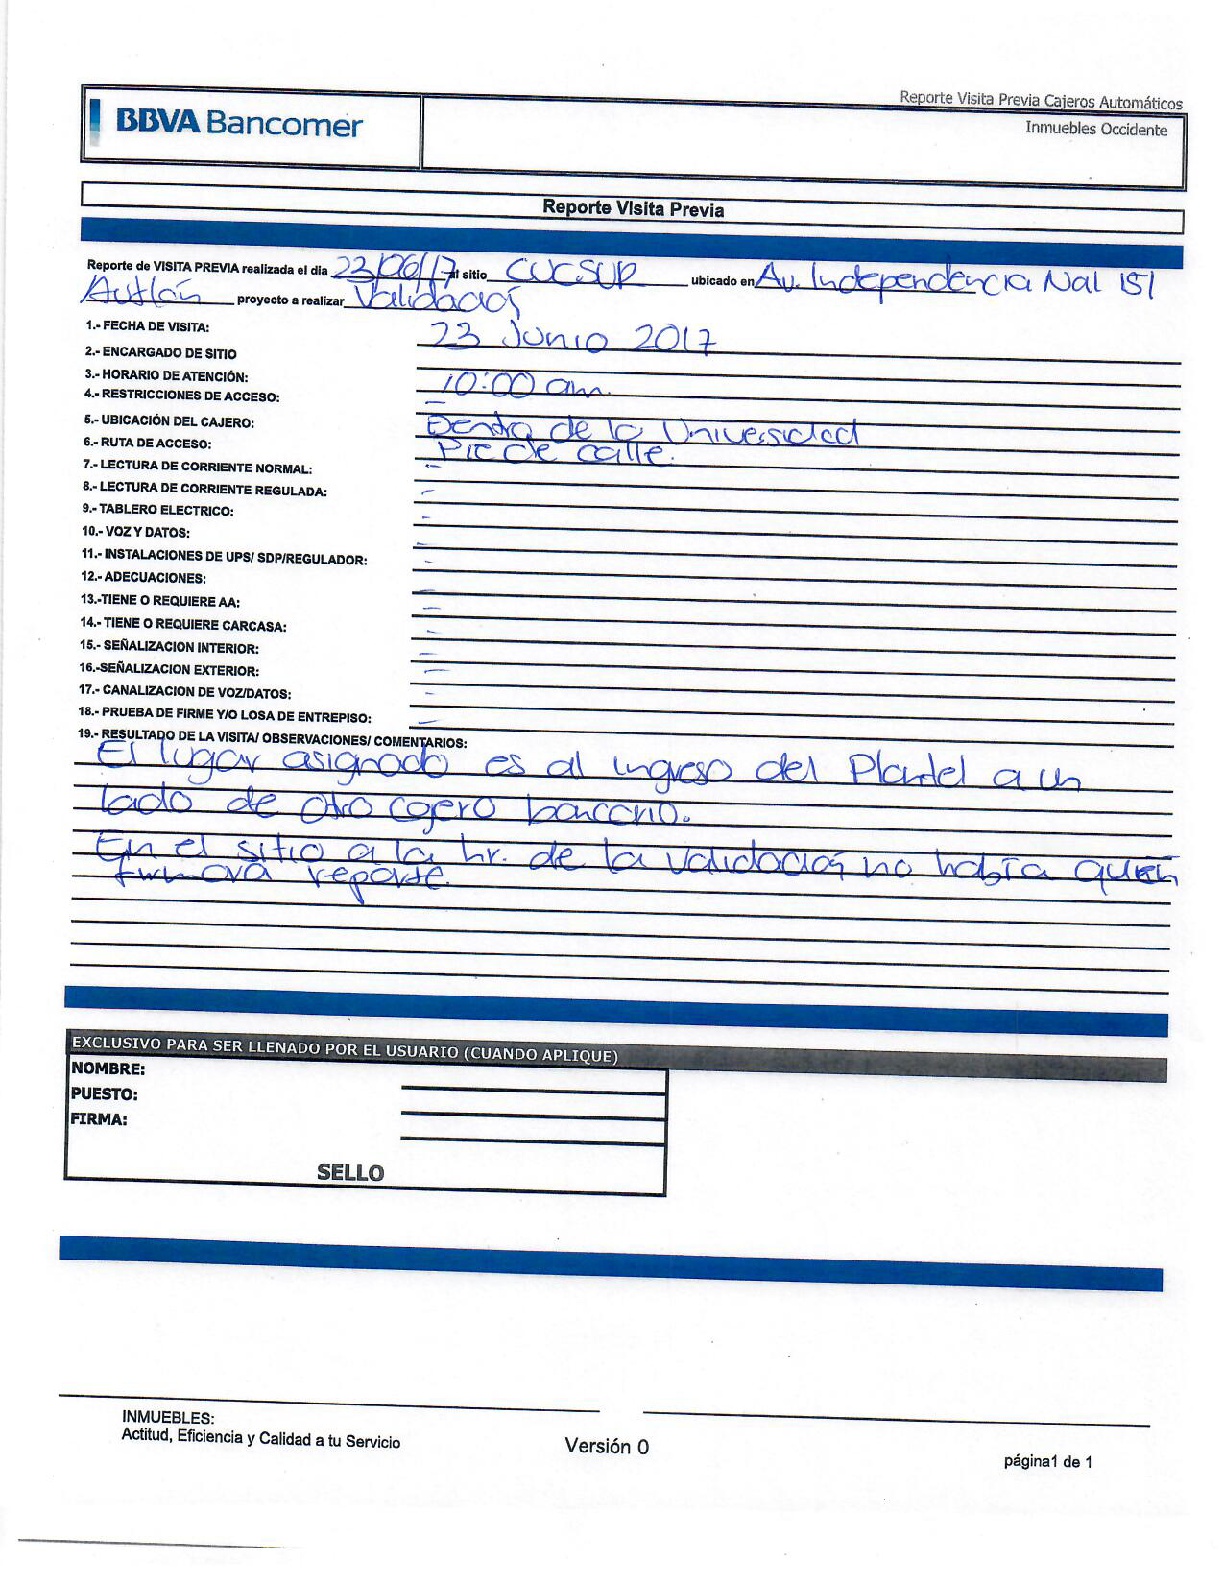 Reporte Visita Previa Cajeros Automáticos
BBVA Bancomer
Inmuebles Occidente
Reporte Visita Previa
Reporte de VISITA PREVIA realizada el dia 23/06/17 al sitio CUCSUR ubicado en Av. Independencia Nal 151
Autlán proyecto a realizar Validación
1.- FECHA DE VISITA: 23 Junio 2017
2.- ENCARGADO DE SITIO
3.- HORARIO DE ATENCIÓN: 10:00 am.
4.- RESTRICCIONES DE ACCESO: –
5.- UBICACIÓN DEL CAJERO: Dentro de la Universidad
6.- RUTA DE ACCESO: Pie de calle.
7.- LECTURA DE CORRIENTE NORMAL: –
8.- LECTURA DE CORRIENTE REGULADA: –
9.- TABLERO ELECTRICO: –
10.- VOZ Y DATOS: –
11.- INSTALACIONES DE UPS/ SDP/REGULADOR: –
12.- ADECUACIONES: –
13.-TIENE O REQUIERE AA: –
14.- TIENE O REQUIERE CARCASA: –
15.- SEÑALIZACION INTERIOR: –
16.-SEÑALIZACION EXTERIOR: –
17.- CANALIZACION DE VOZ/DATOS: –
18.- PRUEBA DE FIRME Y/O LOSA DE ENTREPISO: –
19.- RESULTADO DE LA VISITA/ OBSERVACIONES/ COMENTARIOS:
El lugar asignado es al ingreso del Plantel a un
lado de otro cajero bancario.
En el sitio a la hr. de la validación no había quien
firmara reporte.
EXCLUSIVO PARA SER LLENADO POR EL USUARIO (CUANDO APLIQUE)
NOMBRE:
PUESTO:
FIRMA:
SELLO
INMUEBLES:
Actitud, Eficiencia y Calidad a tu Servicio
Versión 0
página1 de 1